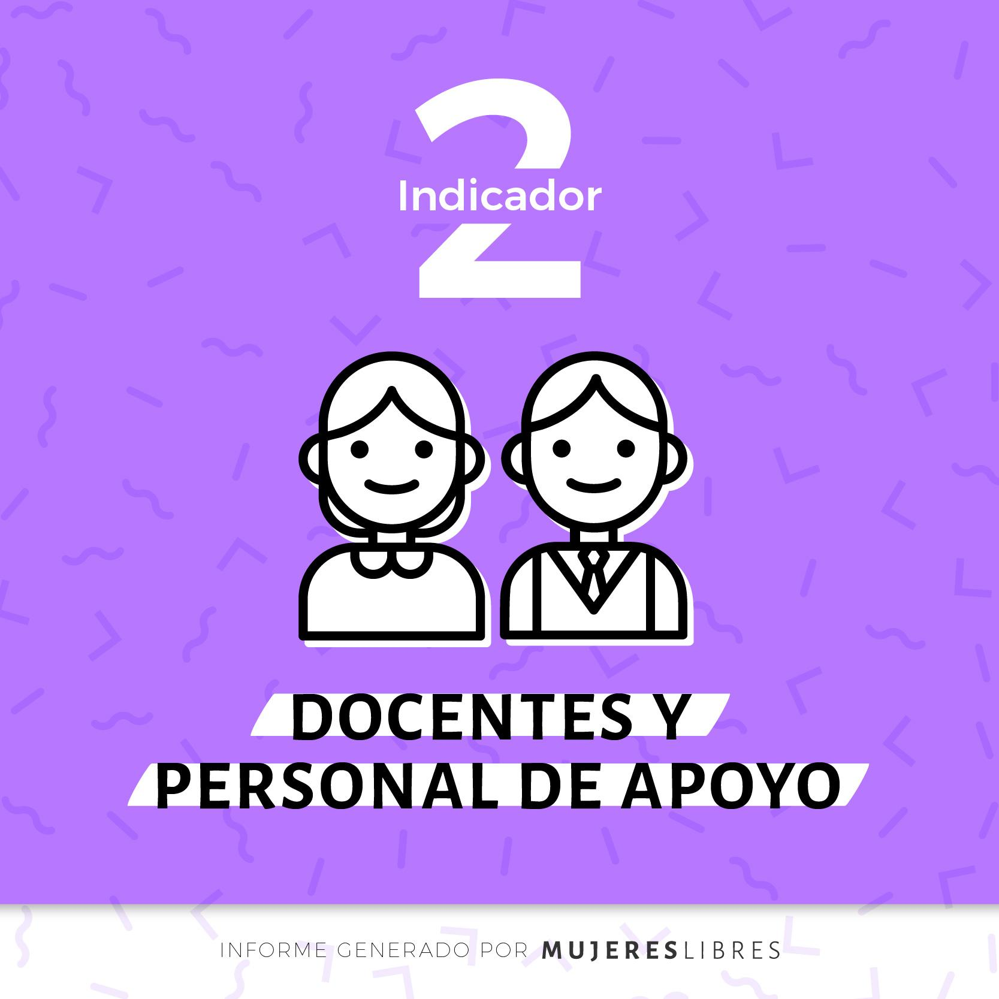 2
Indicador
DOCENTES Y
PERSONAL DE APOYO
INFORME GENERADO POR MUJERESLIBRES